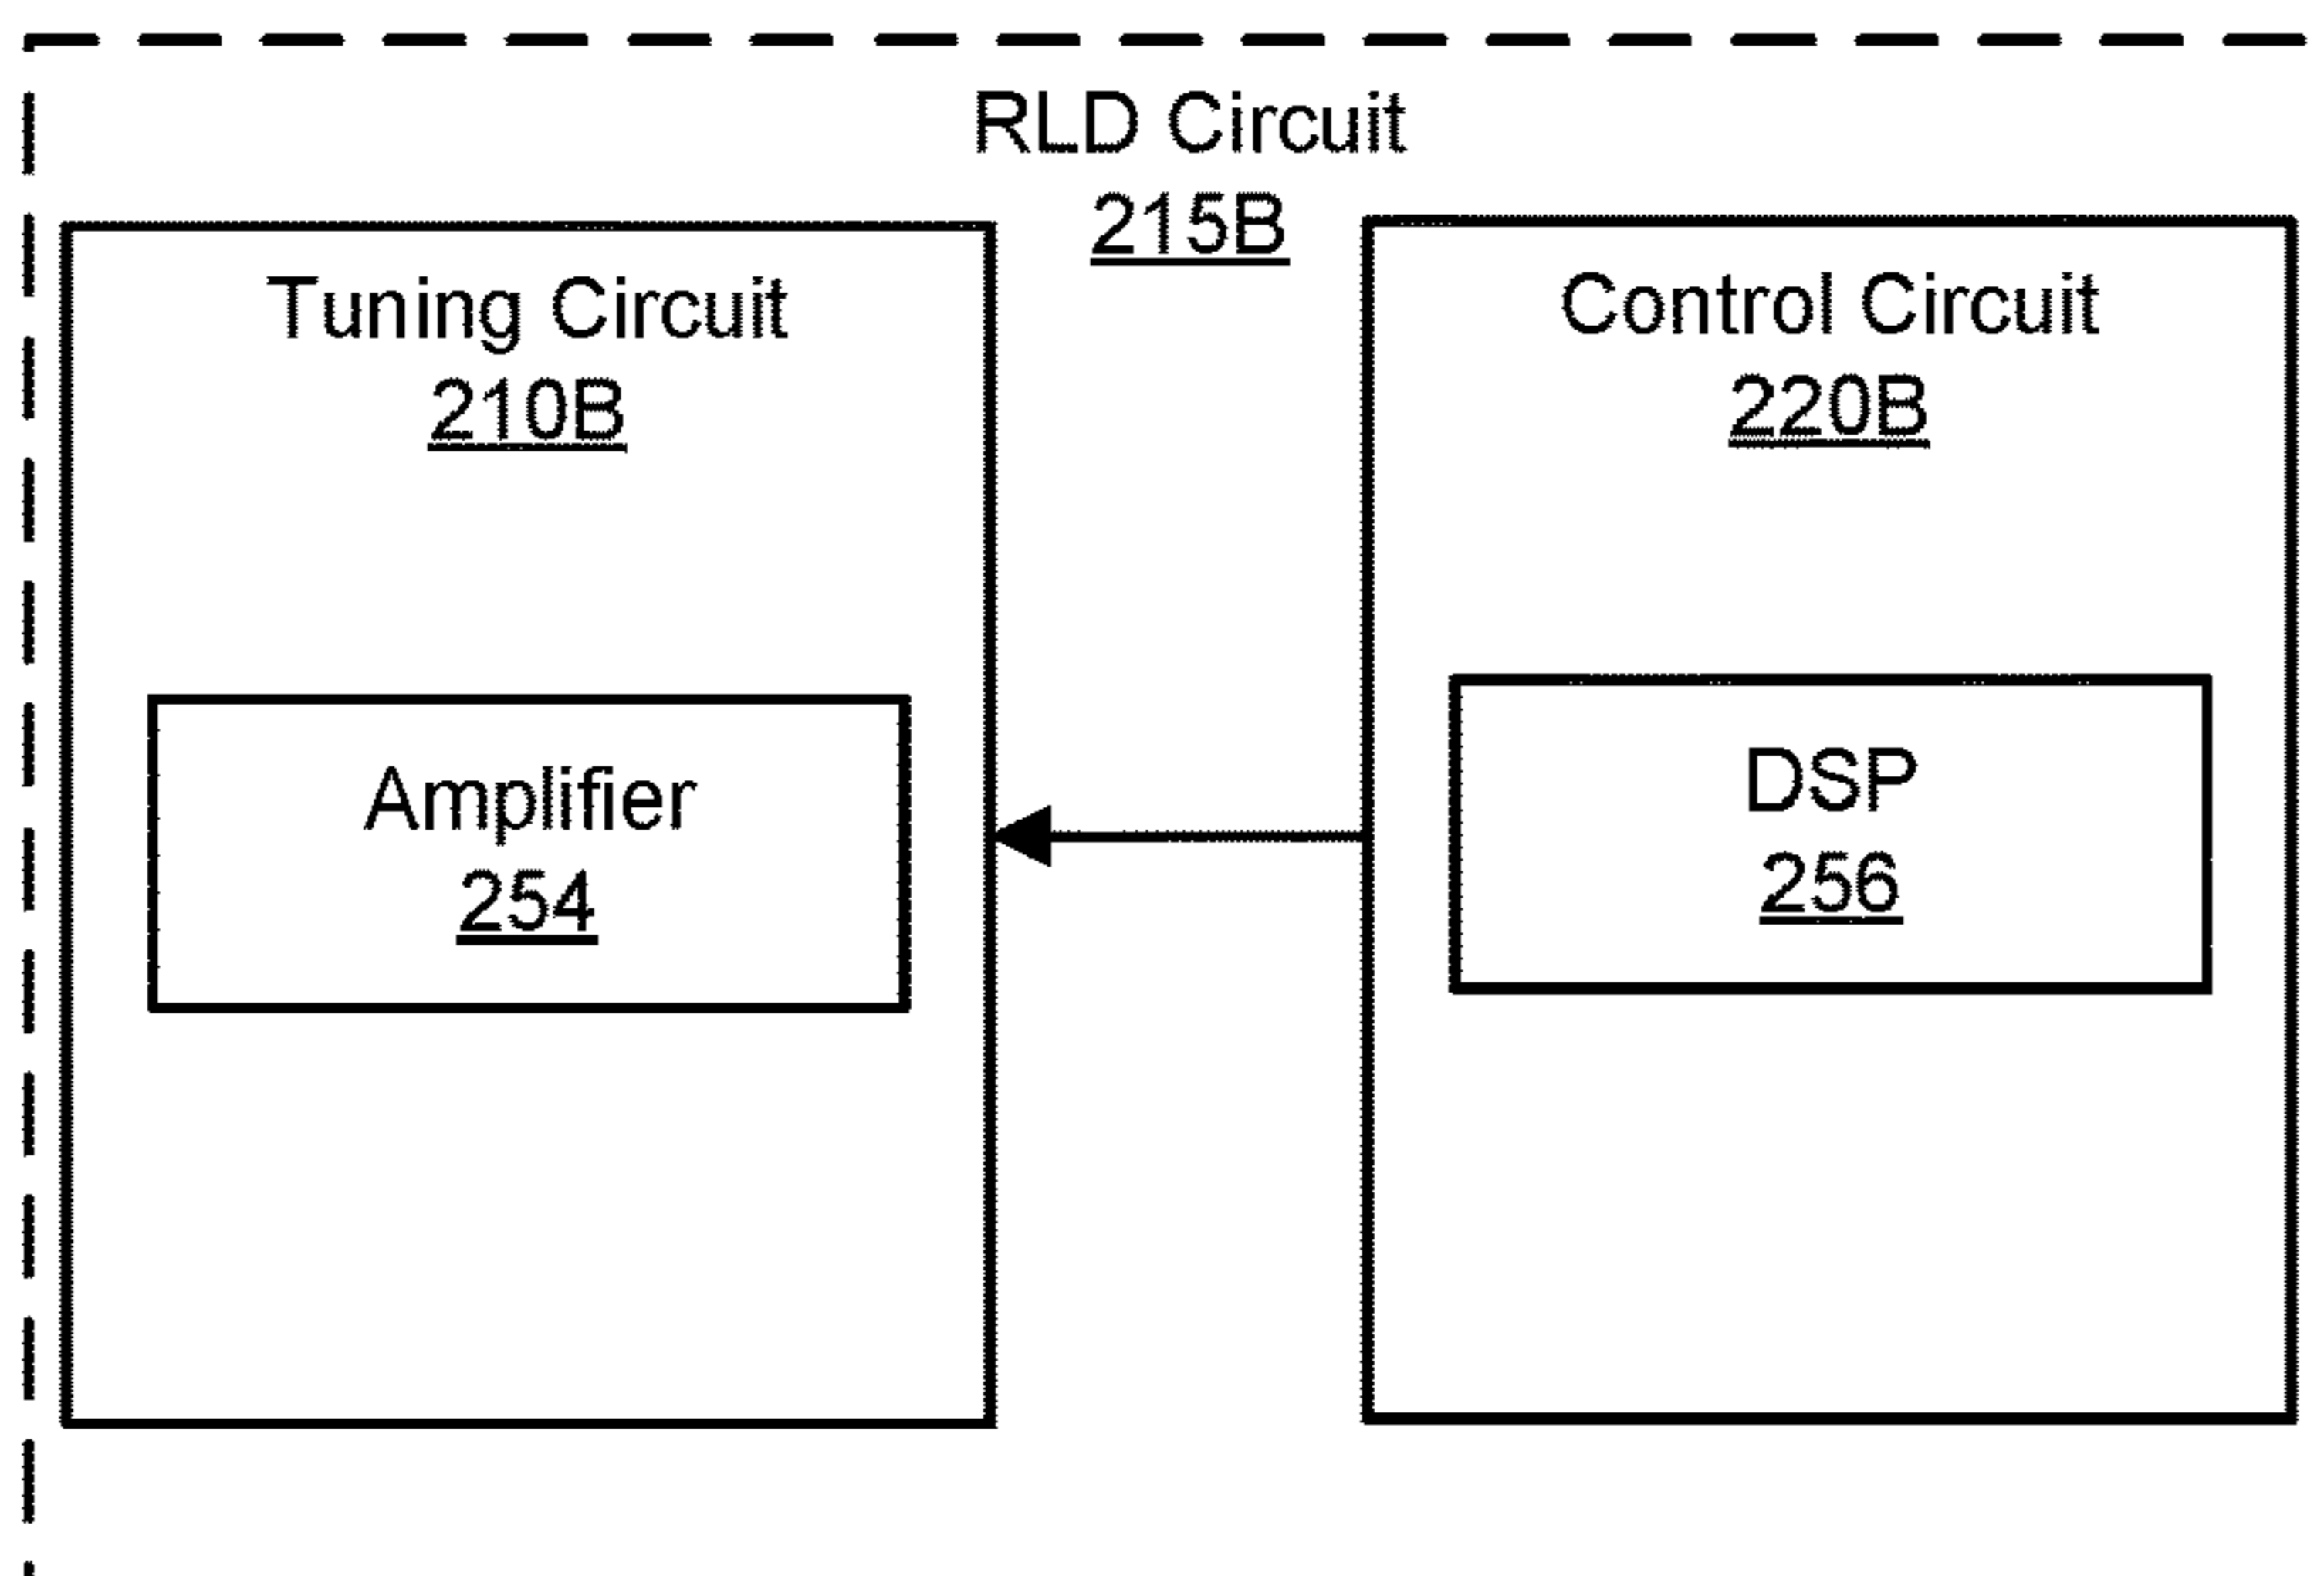 RLD Circuit
215B
Tuning Circuit
210B
Control Circuit
220B
Amplifier
254
DSP
256